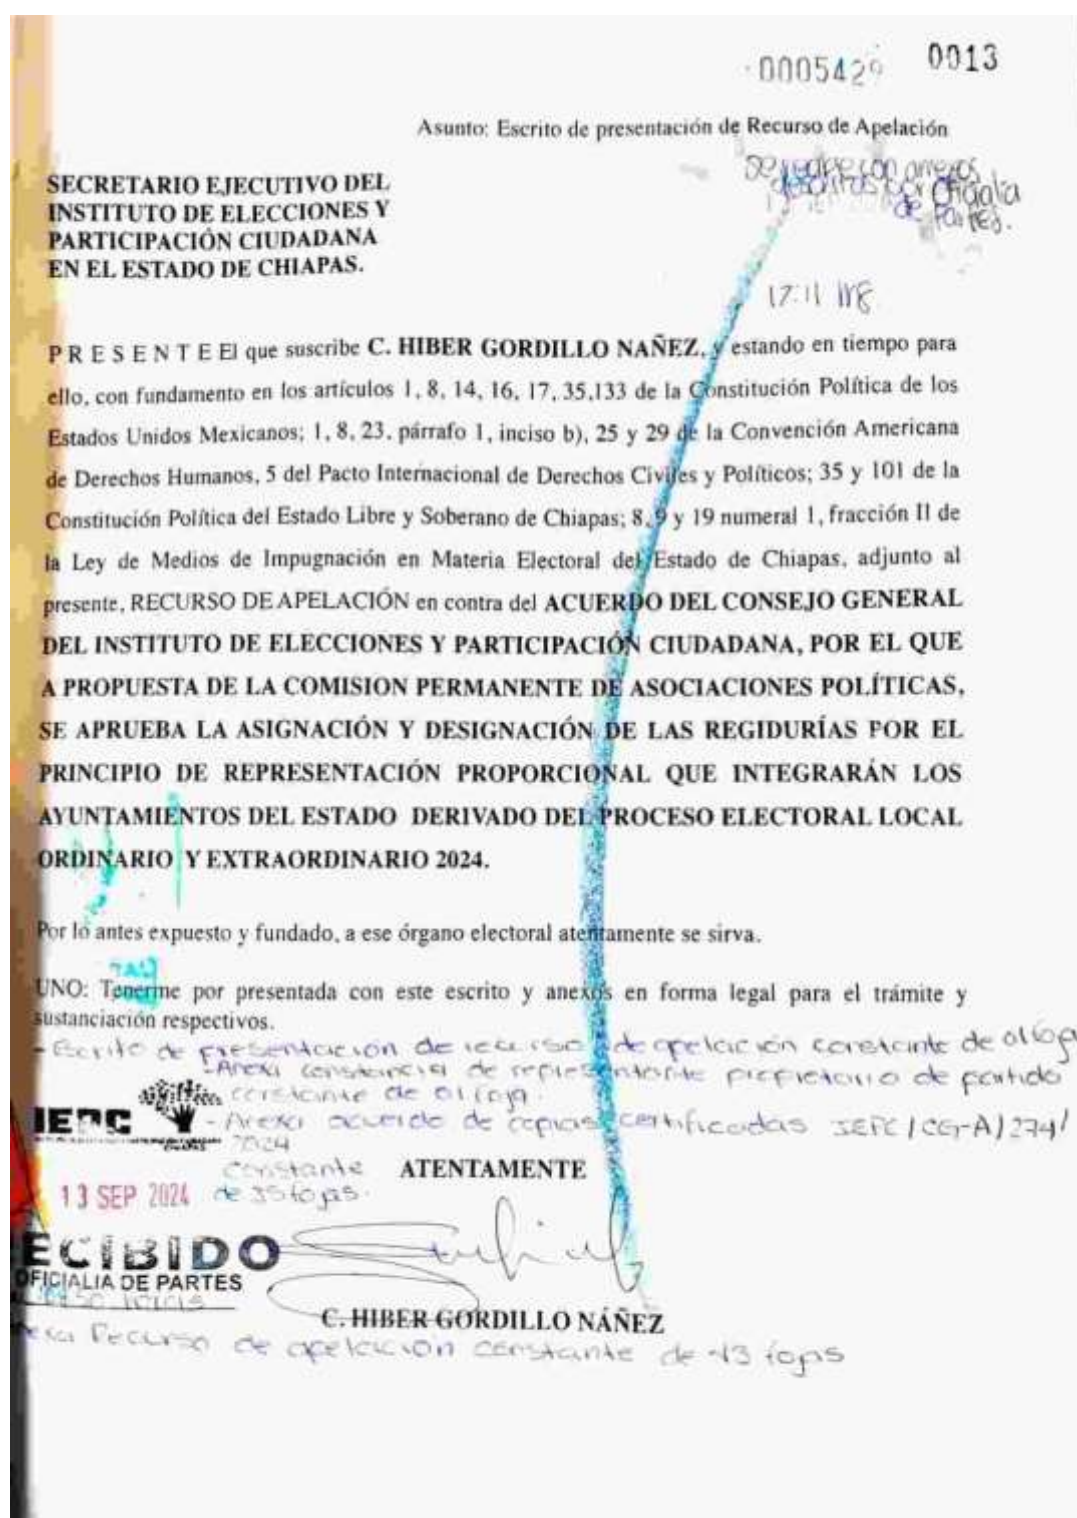 0005429 0013
Asunto: Escrito de presentación de Recurso de Apelación
Se recibe con anexos
descritos por Oficialia
de Partes.
SECRETARIO EJECUTIVO DEL
INSTITUTO DE ELECCIONES Y
PARTICIPACIÓN CIUDADANA
EN EL ESTADO DE CHIAPAS.
17:11
P R E S E N T E El que suscribe C. HIBER GORDILLO NAÑEZ, y estando en tiempo para
ello, con fundamento en los artículos 1, 8, 14, 16, 17, 35,133 de la Constitución Política de los
Estados Unidos Mexicanos; 1, 8, 23, párrafo 1, inciso b), 25 y 29 de la Convención Americana
de Derechos Humanos, 5 del Pacto Internacional de Derechos Civiles y Políticos; 35 y 101 de la
Constitución Política del Estado Libre y Soberano de Chiapas; 8, 9 y 19 numeral 1, fracción II de
la Ley de Medios de Impugnación en Materia Electoral del Estado de Chiapas, adjunto al
presente, RECURSO DE APELACIÓN en contra del ACUERDO DEL CONSEJO GENERAL
DEL INSTITUTO DE ELECCIONES Y PARTICIPACIÓN CIUDADANA, POR EL QUE
A PROPUESTA DE LA COMISION PERMANENTE DE ASOCIACIONES POLÍTICAS,
SE APRUEBA LA ASIGNACIÓN Y DESIGNACIÓN DE LAS REGIDURÍAS POR EL
PRINCIPIO DE REPRESENTACIÓN PROPORCIONAL QUE INTEGRARÁN LOS
AYUNTAMIENTOS DEL ESTADO DERIVADO DEL PROCESO ELECTORAL LOCAL
ORDINARIO Y EXTRAORDINARIO 2024.
Por lo antes expuesto y fundado, a ese órgano electoral atentamente se sirva.
UNO: Tenerme por presentada con este escrito y anexos en forma legal para el trámite y
sustanciación respectivos.
- Escrito de presentación de recurso de apelación constante de 01 foja
- Anexa constancia de representante propietario de partido
constante de 01 foja.
IEPC - Anexa acuerdo de copias certificadas IEPC/CG-A/274/
2024
constante
de 35 fojas.
ATENTAMENTE
13 SEP 2024
ECIBIDO
OFICIALIA DE PARTES
C. HIBER GORDILLO NÁÑEZ
Recurso de apelación constante de 13 fojas